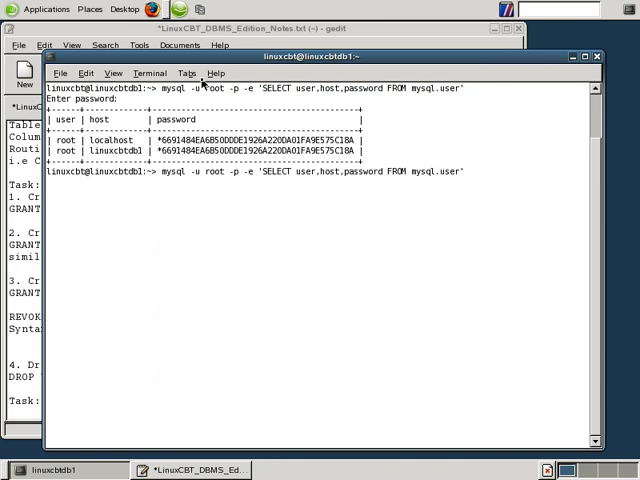 Applications Places Desktop
*LinuxCBT_DBMS_Edition_Notes.txt (~) - gedit
File Edit View Search Tools Documents Help
New
*LinuxC
Table
Colum
Routi
i.e C
Task:
1. Cr
GRANT
2. Cr
GRANT
simil
3. Cr
GRANT
REVOK
Synta
4. Dr
DROP
Task:
linuxcbt@linuxcbtdb1:~
File Edit View Terminal Tabs Help
linuxcbt@linuxcbtdb1:~> mysql -u root -p -e 'SELECT user,host,password FROM mysql.user'
Enter password:
+------+------------+-------------------------------------------+
| user | host | password |
+------+------------+-------------------------------------------+
| root | localhost | *6691484EA6B50DDDE1926A220DA01FA9E575C18A |
| root | linuxcbtdb1 | *6691484EA6B50DDDE1926A220DA01FA9E575C18A |
+------+------------+-------------------------------------------+
linuxcbt@linuxcbtdb1:~> mysql -u root -p -e 'SELECT user,host,password FROM mysql.user'
linuxcbtdb1
*LinuxCBT_DBMS_Ed...